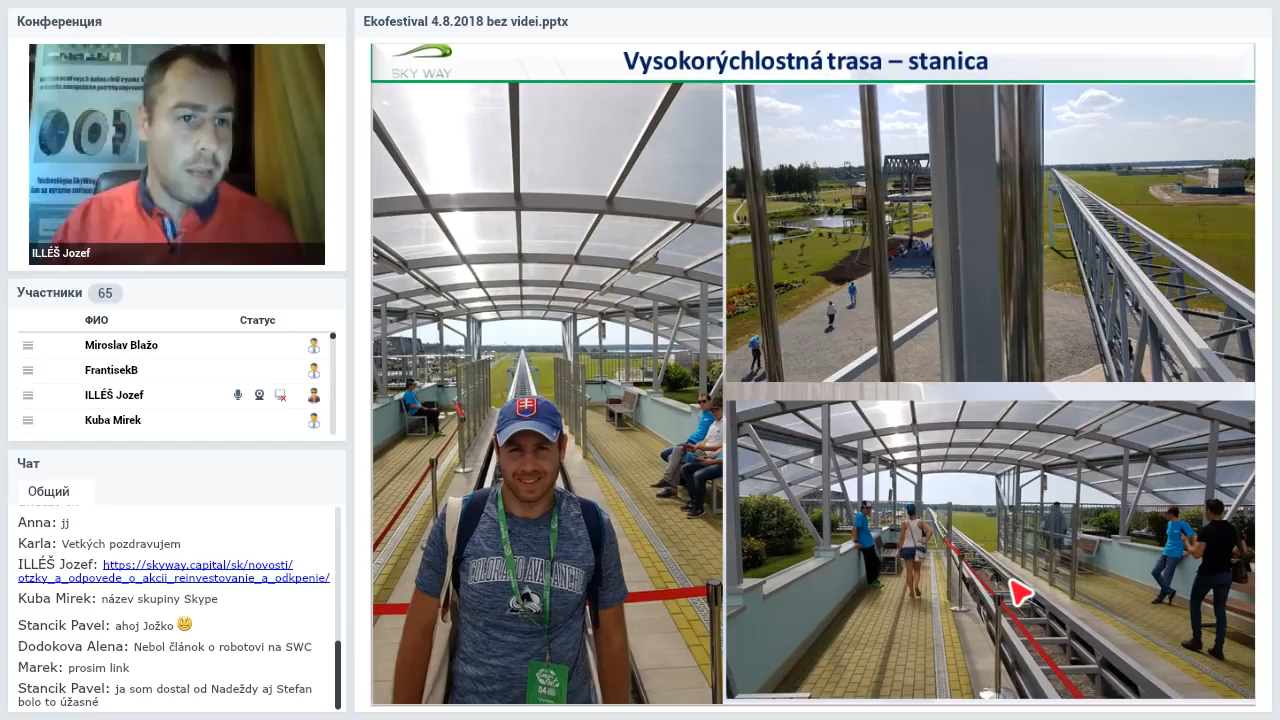 Конференция
ILLÉŠ Jozef
Участники 65
ФИО Статус
Miroslav Blažo
FrantisekB
ILLÉŠ Jozef
Kuba Mirek
Чат
Общий
Anna: jj
Karla: Vetkých pozdravujem
ILLÉŠ Jozef: https://skyway.capital/sk/novosti/
otzky_a_odpovede_o_akcii_reinvestovanie_a_odkpenie/
Kuba Mirek: název skupiny Skype
Stancik Pavel: ahoj Jožko
Dodokova Alena: Nebol článok o robotovi na SWC
Marek: prosim link
Stancik Pavel: ja som dostal od Nadeždy aj Stefan
bolo to úžasné
Ekofestival 4.8.2018 bez videi.pptx
SKY WAY
Vysokorýchlostná trasa – stanica
COLORADO AVALANCHE